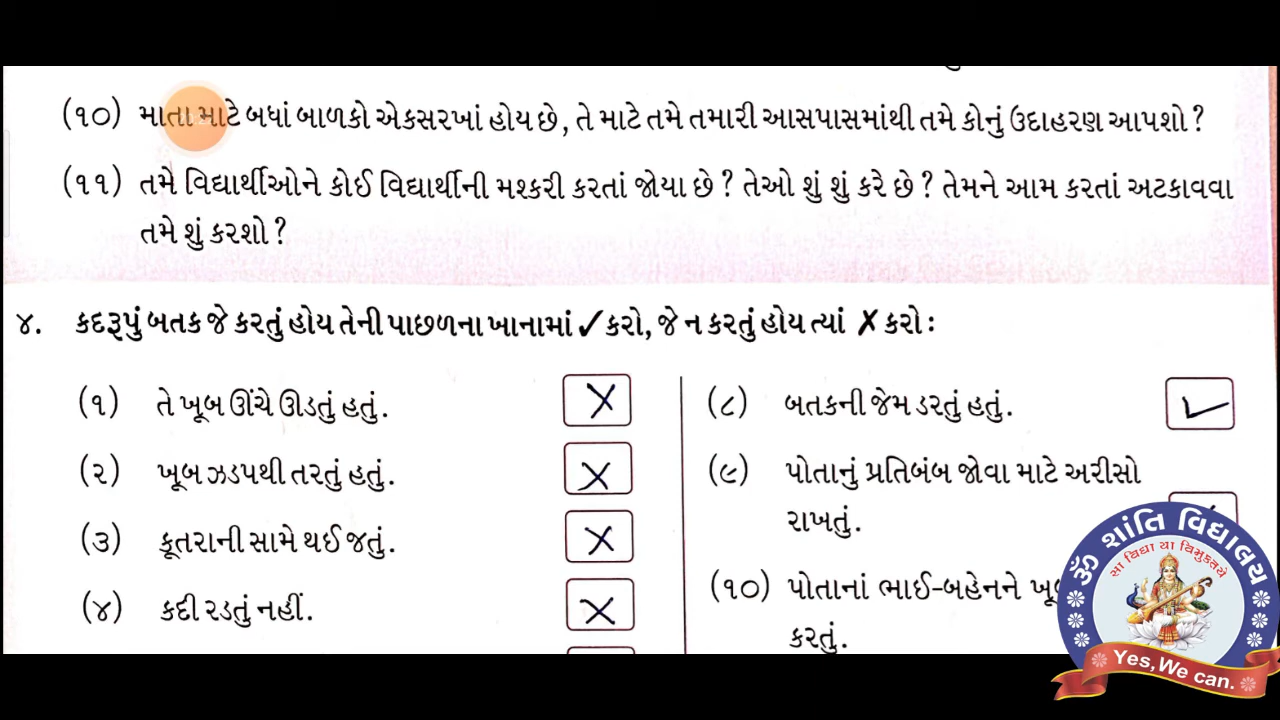 (૧૦) માતા માટે બધાં બાળકો એકસરખાં હોય છે, તે માટે તમે તમારી આસપાસમાંથી તમે કોનું ઉદાહરણ આપશો ?
(૧૧) તમે વિદ્યાર્થીઓને કોઈ વિદ્યાર્થીની મશ્કરી કરતાં જોયા છે ? તેઓ શું શું કરે છે ? તેમને આમ કરતાં અટકાવવા
તમે શું કરશો ?
૪. કદરૂપું બતક જે કરતું હોય તેની પાછળના ખાનામાં ✓ કરો, જે ન કરતું હોય ત્યાં ✗ કરો :
(૧) તે ખૂબ ઊંચે ઊડતું હતું. ✗
(૨) ખૂબ ઝડપથી તરતું હતું. ✗
(૩) કૂતરાની સામે થઈ જતું. ✗
(૪) કદી રડતું નહીં. ✗
(૮) બતકની જેમ ડરતું હતું. ✓
(૯) પોતાનું પ્રતિબંબ જોવા માટે અરીસો
રાખતું.
(૧૦) પોતાનાં ભાઈ-બહેનને
કરતું.
ૐ શાંતિ વિદ્યાલય
સા વિદ્યા યા વિમુક્તયે
Yes, We can.